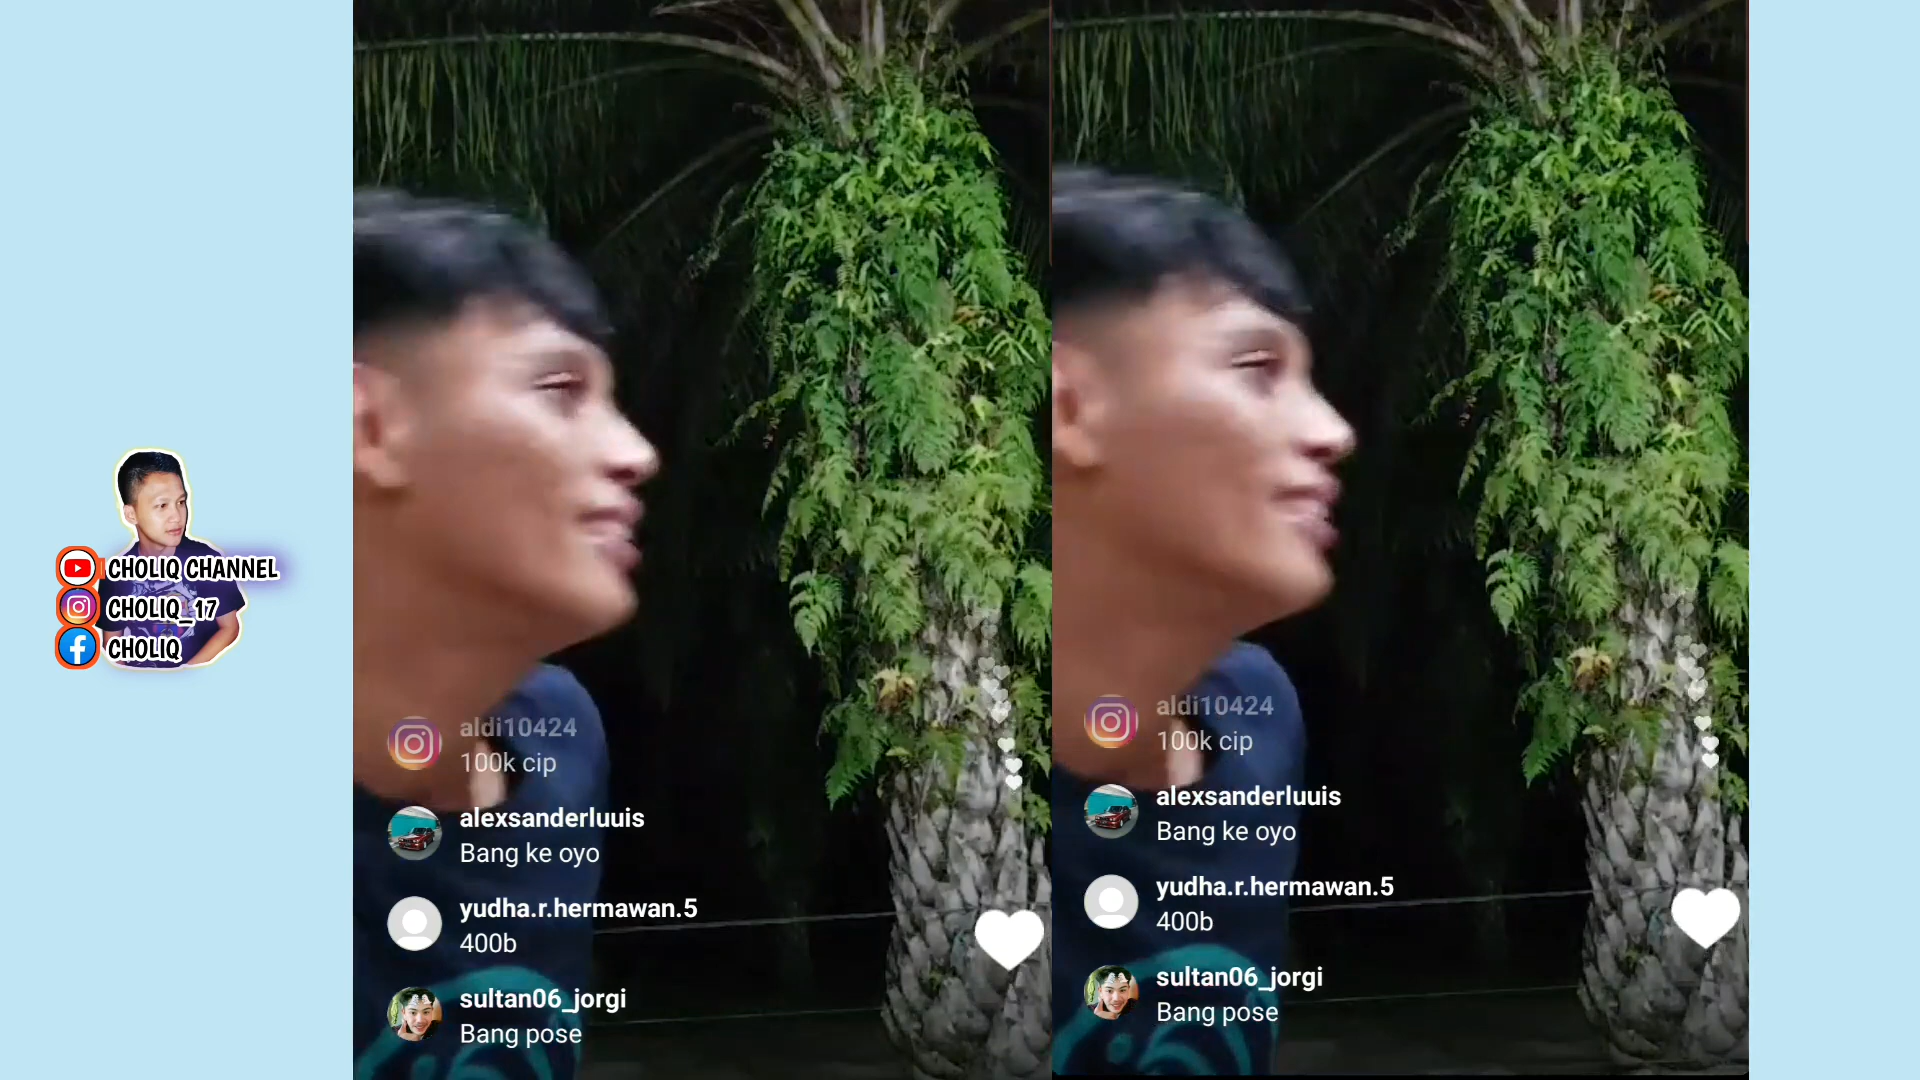 CHOLIQ CHANNEL
CHOLIQ_17
CHOLIQ
aldi10424
100k cip
alexsanderluuis
Bang ke oyo
yudha.r.hermawan.5
400b
sultan06_jorgi
Bang pose
aldi10424
100k cip
alexsanderluuis
Bang ke oyo
yudha.r.hermawan.5
400b
sultan06_jorgi
Bang pose